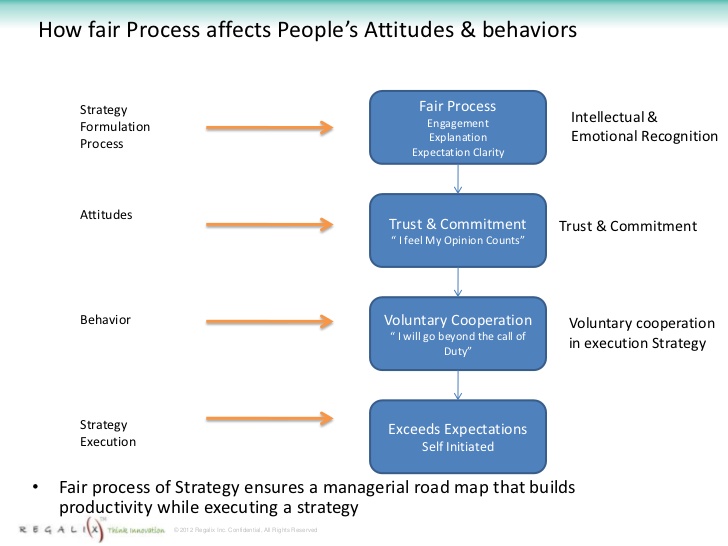 How fair Process affects People’s Attitudes & behaviors
Strategy
Formulation
Process
Fair Process
Engagement
Explanation
Expectation Clarity
Intellectual &
Emotional Recognition
Attitudes
Trust & Commitment
“ I feel My Opinion Counts”
Trust & Commitment
Behavior
Voluntary Cooperation
“ I will go beyond the call of
Duty”
Voluntary cooperation
in execution Strategy
Strategy
Execution
Exceeds Expectations
Self Initiated
• Fair process of Strategy ensures a managerial road map that builds
productivity while executing a strategy
REGALIX™ Think Innovation © 2012 Regalix Inc. Confidential. All Rights Reserved